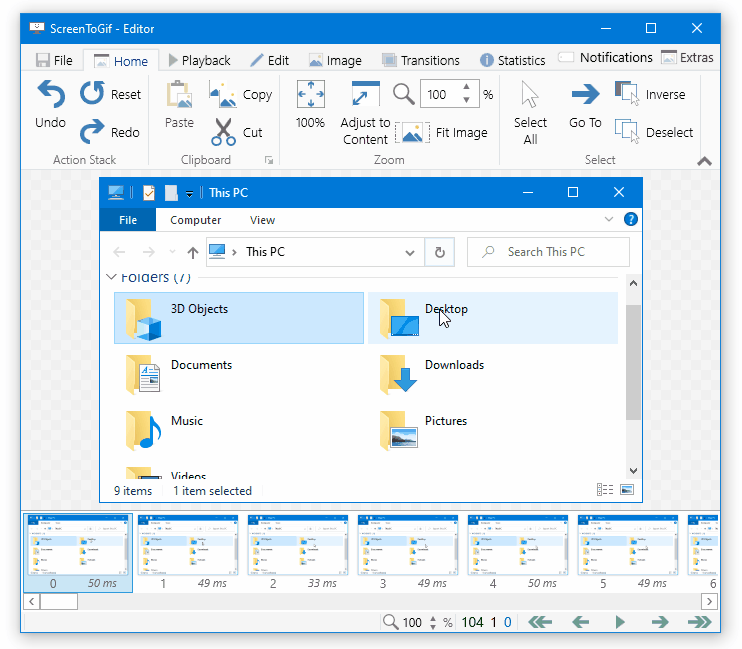 ScreenToGif - Editor
File Home Playback Edit Image Transitions Statistics Notifications Extras
Undo Reset Redo
Action Stack
Paste Copy Cut
Clipboard
100% Adjust to Content 100 % Fit Image
Zoom
Select All Go To Inverse Deselect
Select
This PC
File Computer View
This PC Search This PC
Folders (7)
3D Objects Desktop
Documents Downloads
Music Pictures
Videos
9 items 1 item selected
0 50 ms 1 49 ms 2 33 ms 3 49 ms 4 50 ms 5 49 ms 6
100 % 104 1 0